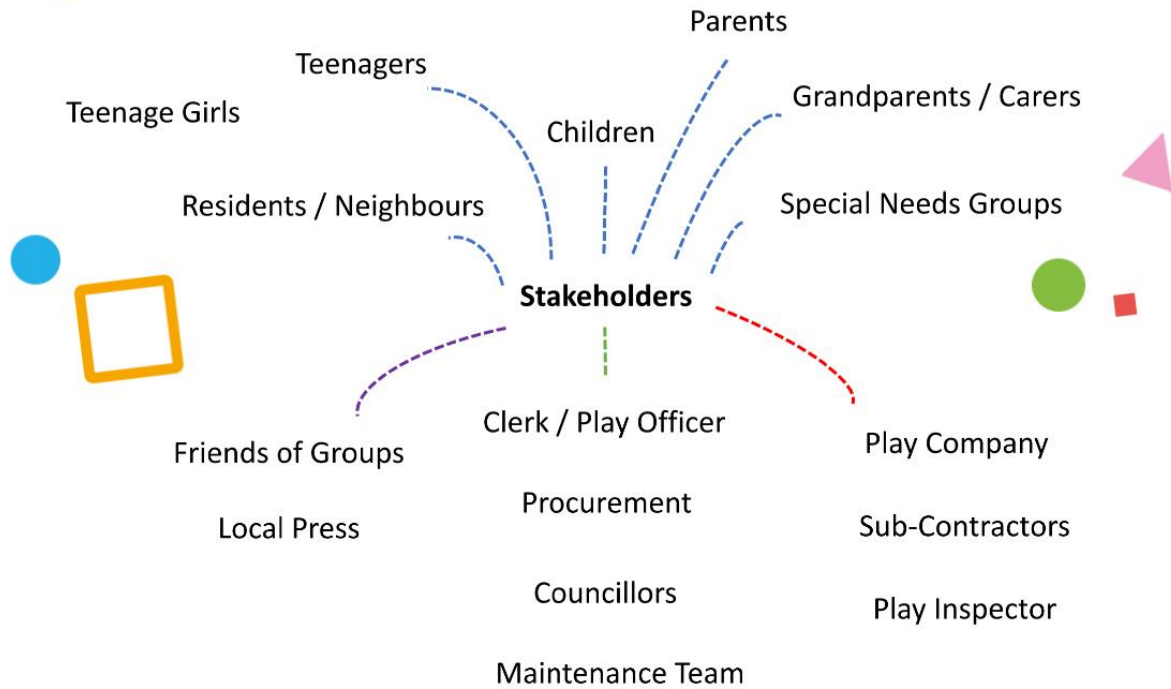 Parents
Teenagers
Grandparents / Carers
Teenage Girls
Children
Residents / Neighbours
Special Needs Groups
Stakeholders
Clerk / Play Officer
Friends of Groups
Play Company
Procurement
Local Press
Sub-Contractors
Councillors
Play Inspector
Maintenance Team